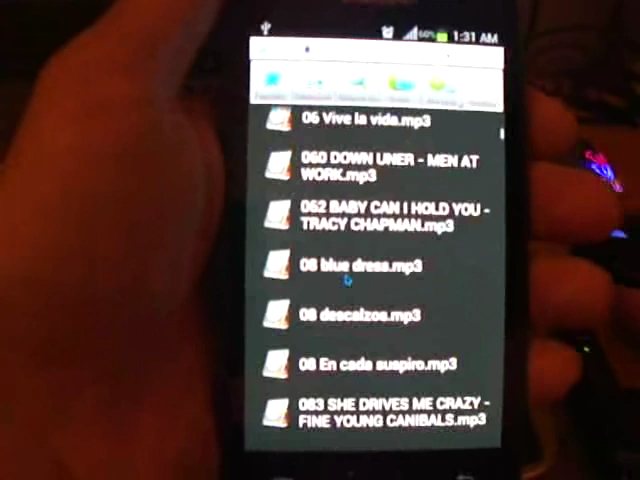 60% 1:31 AM
06 Vive la vida.mp3
060 DOWN UNER - MEN AT
WORK.mp3
062 BABY CAN I HOLD YOU -
TRACY CHAPMAN.mp3
08 blue dress.mp3
08 descalzos.mp3
08 En cada suspiro.mp3
083 SHE DRIVES ME CRAZY -
FINE YOUNG CANIBALS.mp3